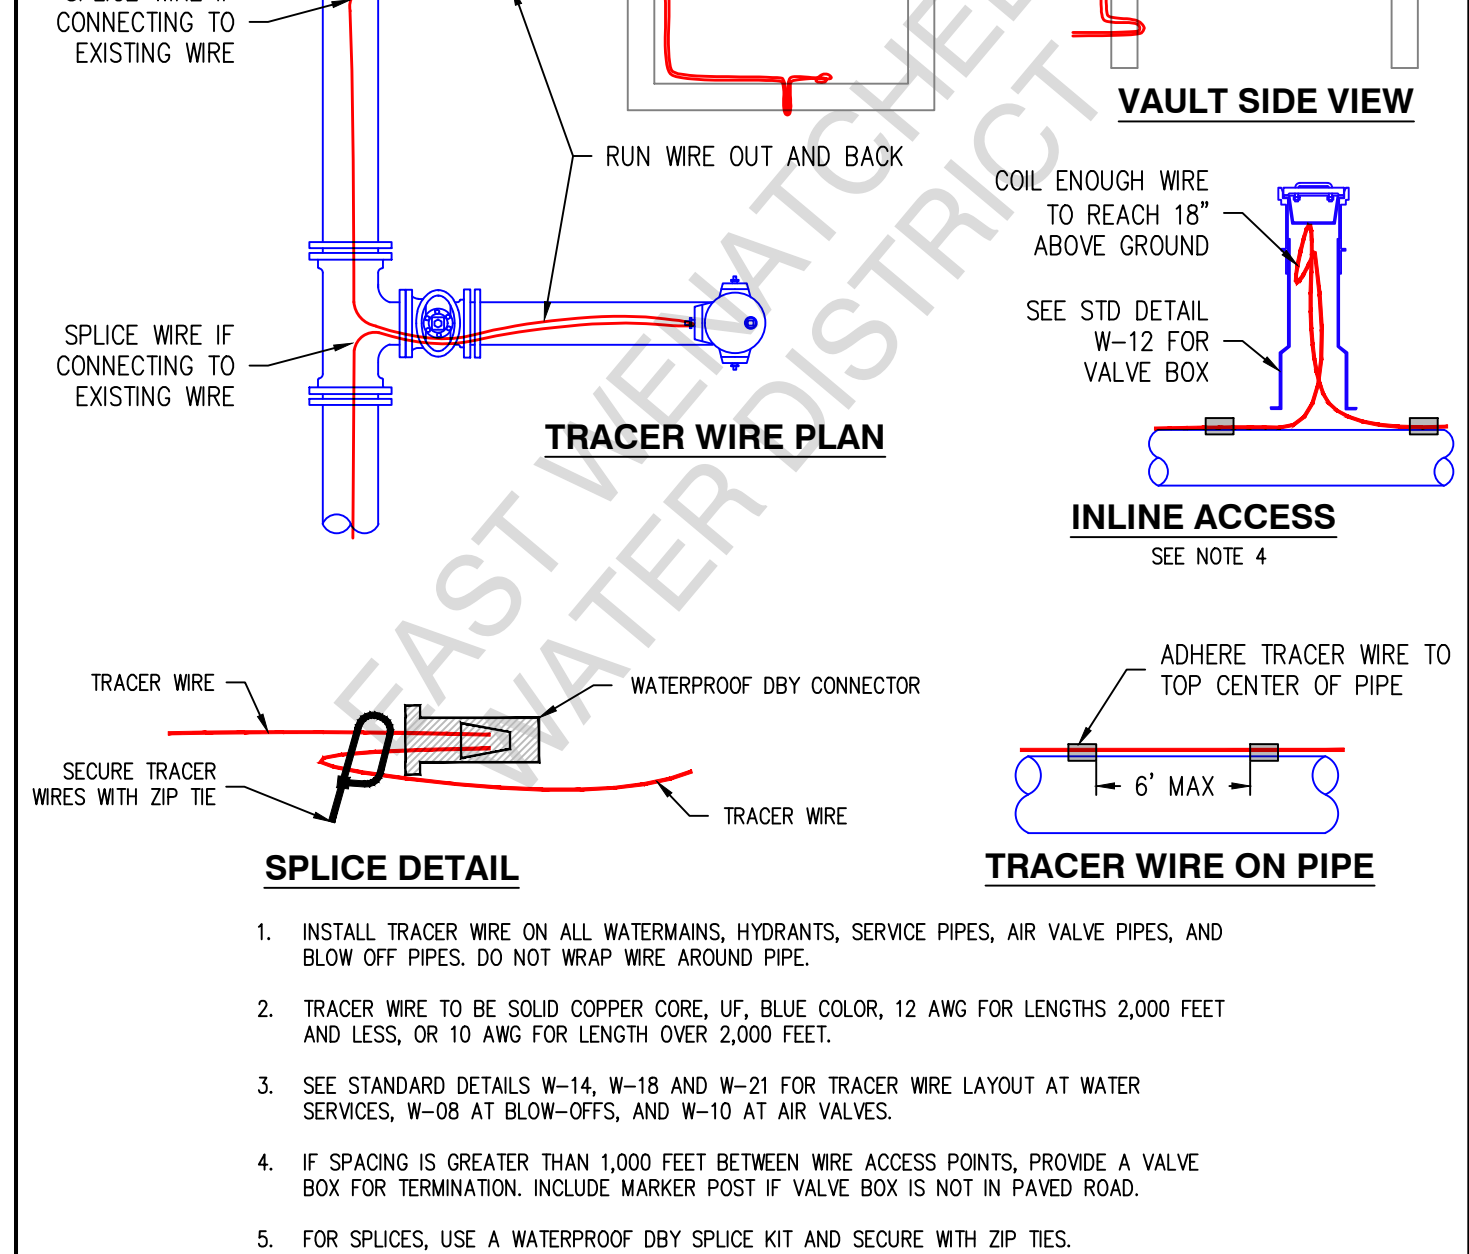 SPLICE WIRE IF
CONNECTING TO
EXISTING WIRE
RUN WIRE OUT AND BACK
VAULT SIDE VIEW
COIL ENOUGH WIRE
TO REACH 18"
ABOVE GROUND
SEE STD DETAIL
W-12 FOR
VALVE BOX
SPLICE WIRE IF
CONNECTING TO
EXISTING WIRE
TRACER WIRE PLAN
INLINE ACCESS
SEE NOTE 4
EAST WENATCHEE
WATER DISTRICT
TRACER WIRE
WATERPROOF DBY CONNECTOR
SECURE TRACER
WIRES WITH ZIP TIE
TRACER WIRE
SPLICE DETAIL
ADHERE TRACER WIRE TO
TOP CENTER OF PIPE
6' MAX
TRACER WIRE ON PIPE
1. INSTALL TRACER WIRE ON ALL WATERMAINS, HYDRANTS, SERVICE PIPES, AIR VALVE PIPES, AND
BLOW OFF PIPES. DO NOT WRAP WIRE AROUND PIPE.
2. TRACER WIRE TO BE SOLID COPPER CORE, UF, BLUE COLOR, 12 AWG FOR LENGTHS 2,000 FEET
AND LESS, OR 10 AWG FOR LENGTH OVER 2,000 FEET.
3. SEE STANDARD DETAILS W-14, W-18 AND W-21 FOR TRACER WIRE LAYOUT AT WATER
SERVICES, W-08 AT BLOW-OFFS, AND W-10 AT AIR VALVES.
4. IF SPACING IS GREATER THAN 1,000 FEET BETWEEN WIRE ACCESS POINTS, PROVIDE A VALVE
BOX FOR TERMINATION. INCLUDE MARKER POST IF VALVE BOX IS NOT IN PAVED ROAD.
5. FOR SPLICES, USE A WATERPROOF DBY SPLICE KIT AND SECURE WITH ZIP TIES.